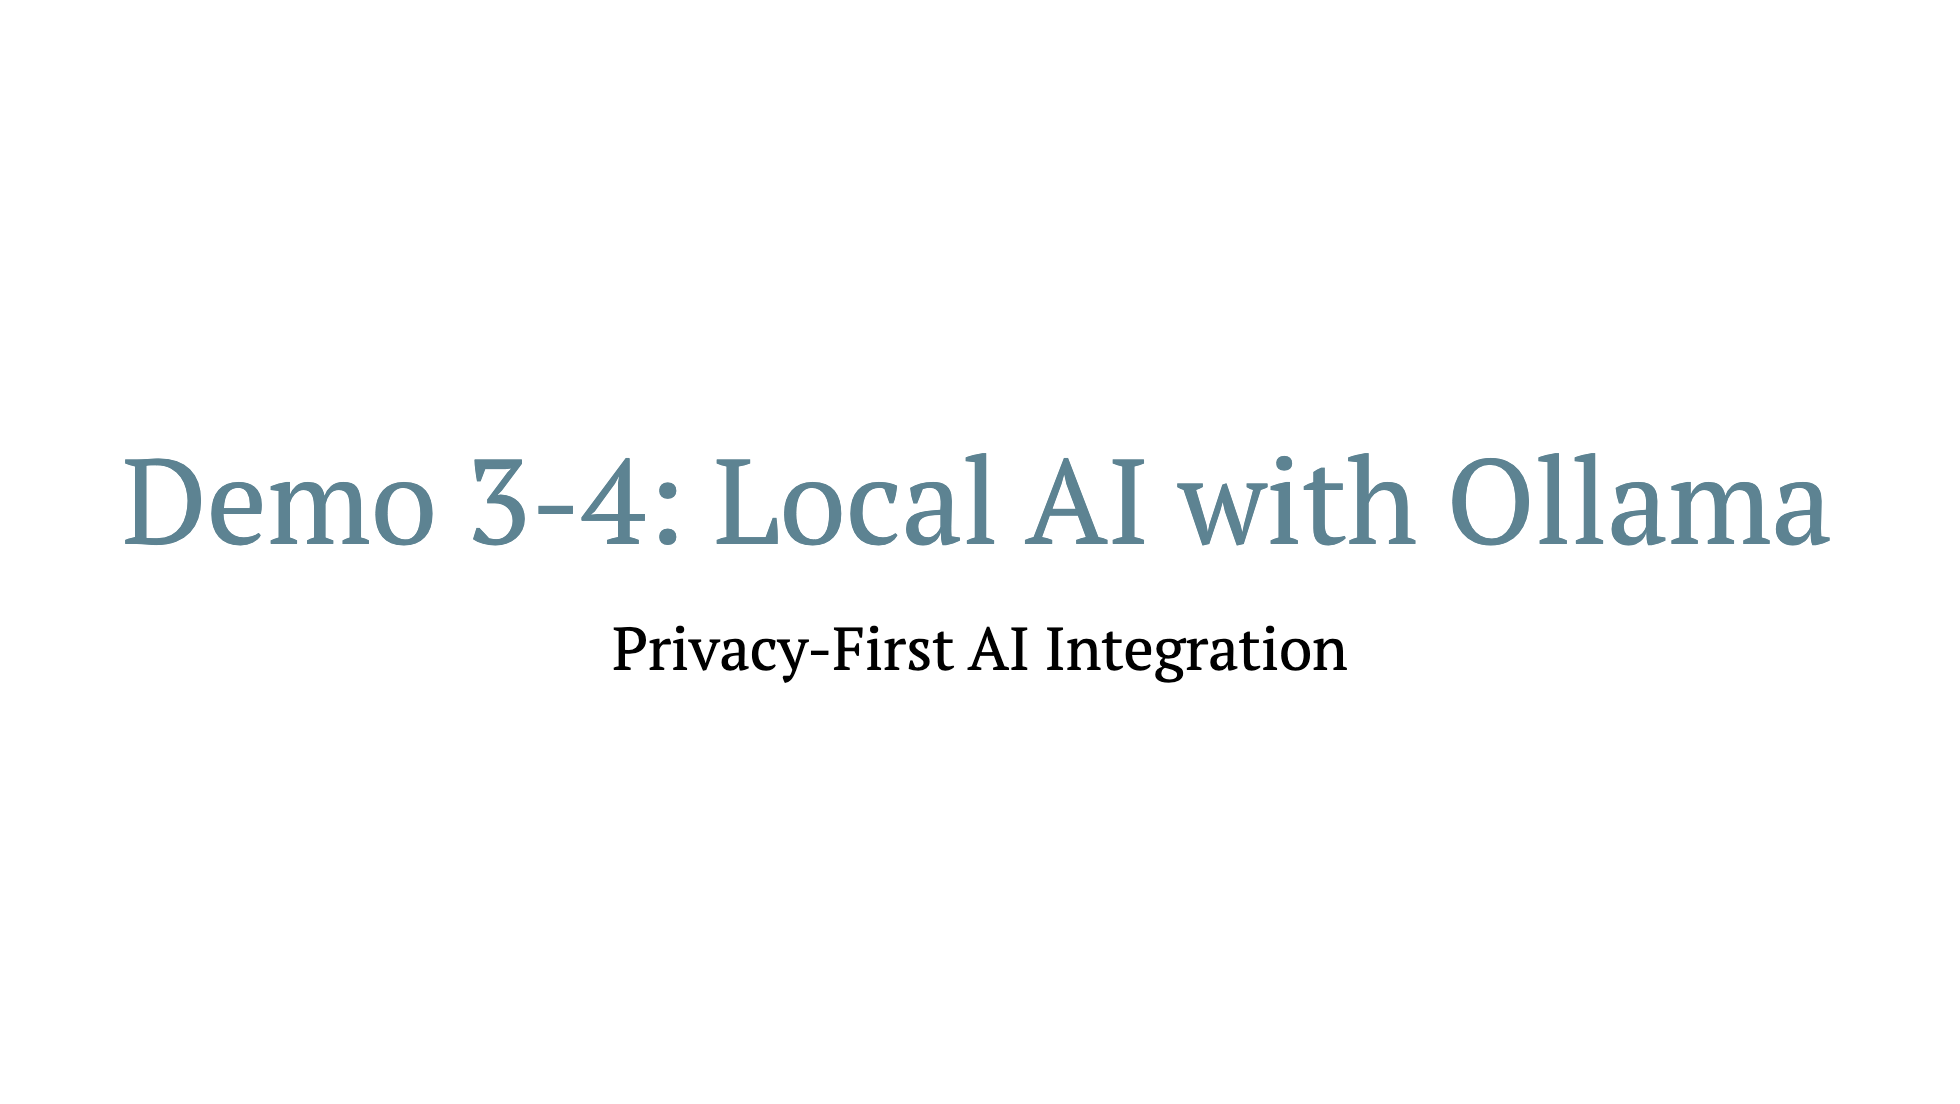 Demo 3-4: Local AI with Ollama
Privacy-First AI Integration